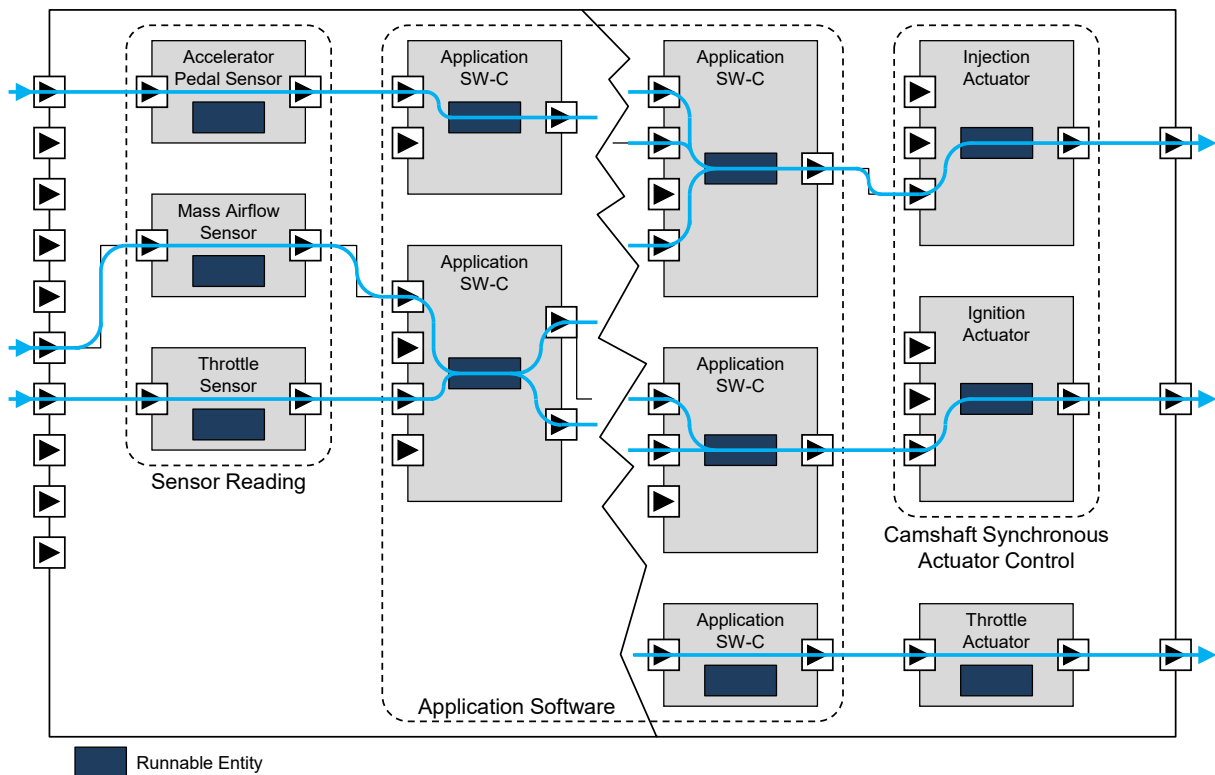 Accelerator
Pedal Sensor
Mass Airflow
Sensor
Throttle
Sensor
Sensor Reading
Application
SW-C
Application
SW-C
Application
SW-C
Application
SW-C
Application
SW-C
Application Software
Injection
Actuator
Ignition
Actuator
Camshaft Synchronous
Actuator Control
Throttle
Actuator
Runnable Entity